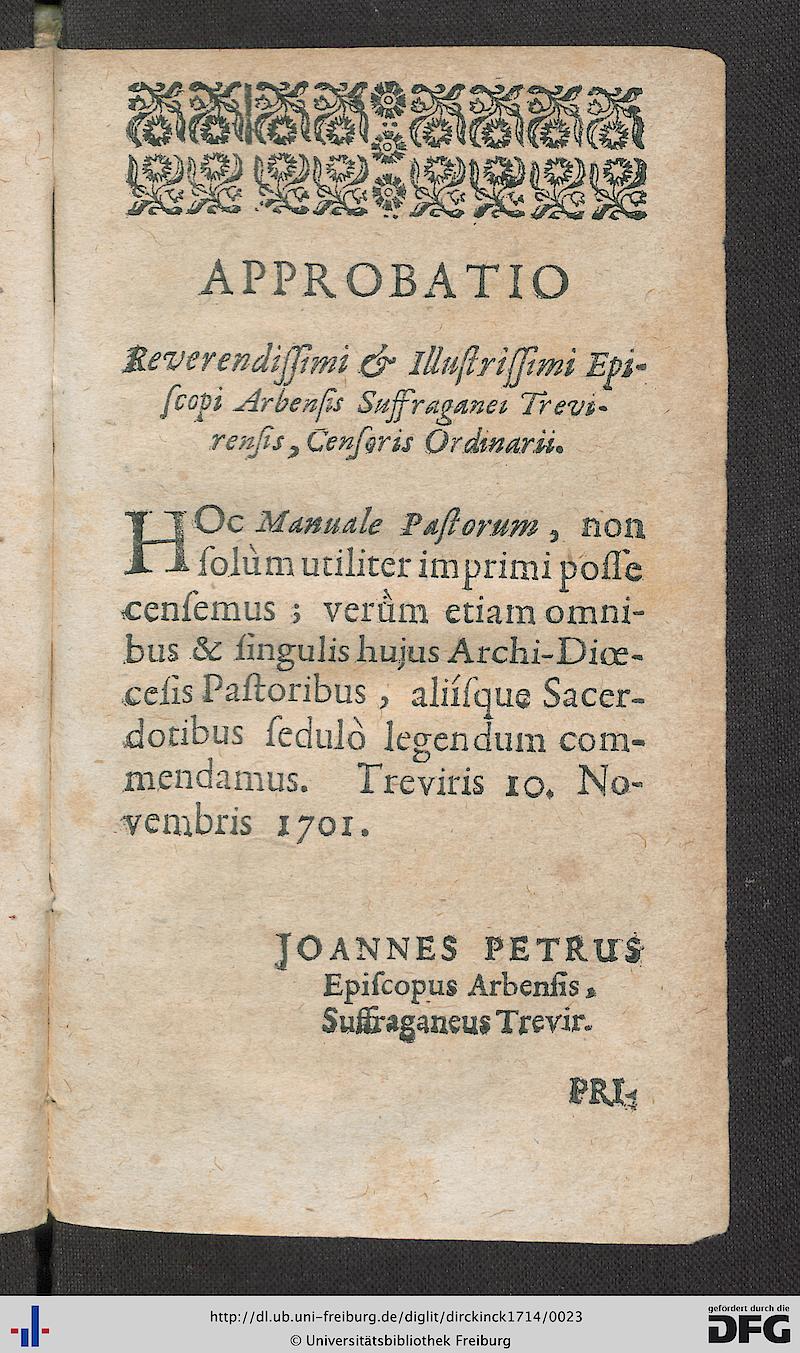 APPROBATIO
Reverendiſſimi & Illuſtriſſimi Epi-
ſcopi Arbenſis Suffraganei Trevi-
renſis, Cenſoris Ordinarii.
HOc Manuale Paſtorum, non
ſolùm utiliter imprimi poſſe
cenſemus; verùm etiam omni-
bus & ſingulis hujus Archi-Diœ-
ceſis Paſtoribus, aliíſque Sacer-
dotibus ſedulò legendum com-
mendamus. Treviris 10. No-
vembris 1701.
JOANNES PETRUS
Epiſcopus Arbenſis,
Suffraganeus Trevir.
PRI-
http://dl.ub.uni-freiburg.de/diglit/dirckinck1714/0023
© Universitätsbibliothek Freiburg
gefördert durch die
DFG